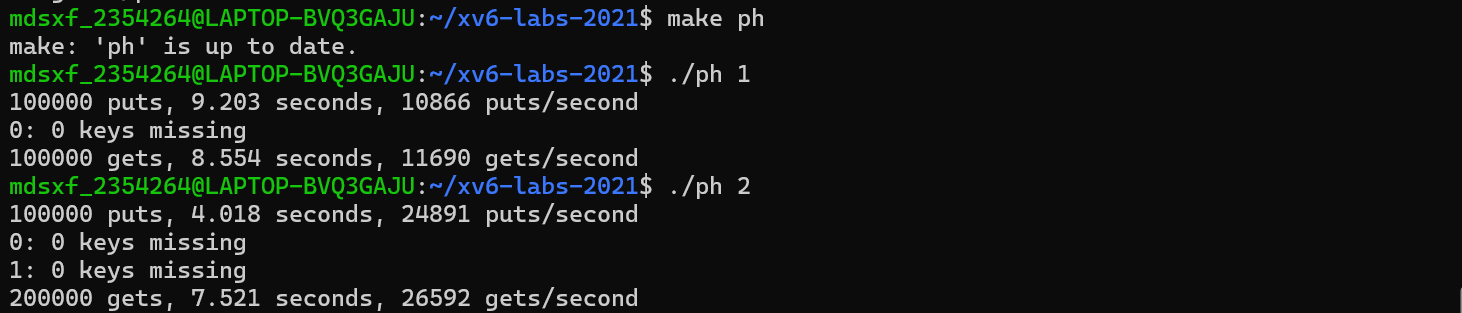 mdsxf_2354264@LAPTOP-BVQ3GAJU:~/xv6-labs-2021$ make ph
make: 'ph' is up to date.
mdsxf_2354264@LAPTOP-BVQ3GAJU:~/xv6-labs-2021$ ./ph 1
100000 puts, 9.203 seconds, 10866 puts/second
0: 0 keys missing
100000 gets, 8.554 seconds, 11690 gets/second
mdsxf_2354264@LAPTOP-BVQ3GAJU:~/xv6-labs-2021$ ./ph 2
100000 puts, 4.018 seconds, 24891 puts/second
0: 0 keys missing
1: 0 keys missing
200000 gets, 7.521 seconds, 26592 gets/second